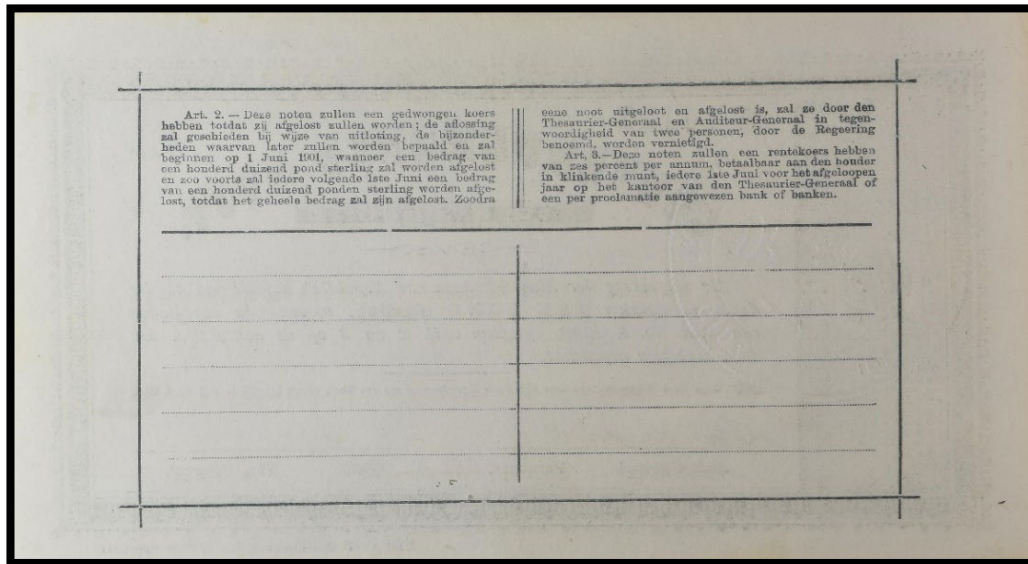 Art. 2. — Deze noten zullen een gedwongen koers
hebben totdat zij afgelost zullen worden; de aflossing
zal geschieden bij wijze van uitloting, de bijzonder-
heden waarvan later zullen worden bepaald en zal
beginnen op 1 Juni 1901, wanneer een bedrag van
een honderd duizend pond sterling zal worden afgelost
en zoo voorts zal iedere volgende 1ste Juni een bedrag
van een honderd duizend ponden sterling worden afge-
lost, totdat het geheele bedrag zal zijn afgelost. Zoodra
eene noot uitgeloot en afgelost is, zal ze door den
Thesaurier-Generaal en Auditeur-Generaal in tegen-
woordigheid van twee personen, door de Regeering
benoemd, worden vernietigd.
Art. 3.—Deze noten zullen een rentekoers hebben
van zes percent per annum, betaalbaar aan den houder
in klinkende munt, iedere 1ste Juni voor het afgeloopen
jaar op het kantoor van den Thesaurier-Generaal of
een per proclamatie aangewezen bank of banken.